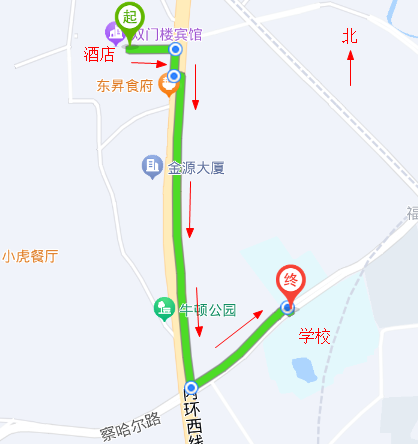 起
双门楼宾馆
北
酒店
东昇食府
金源大厦
福
小虎餐厅
终
牛顿公园
学校
察哈尔路
环西线